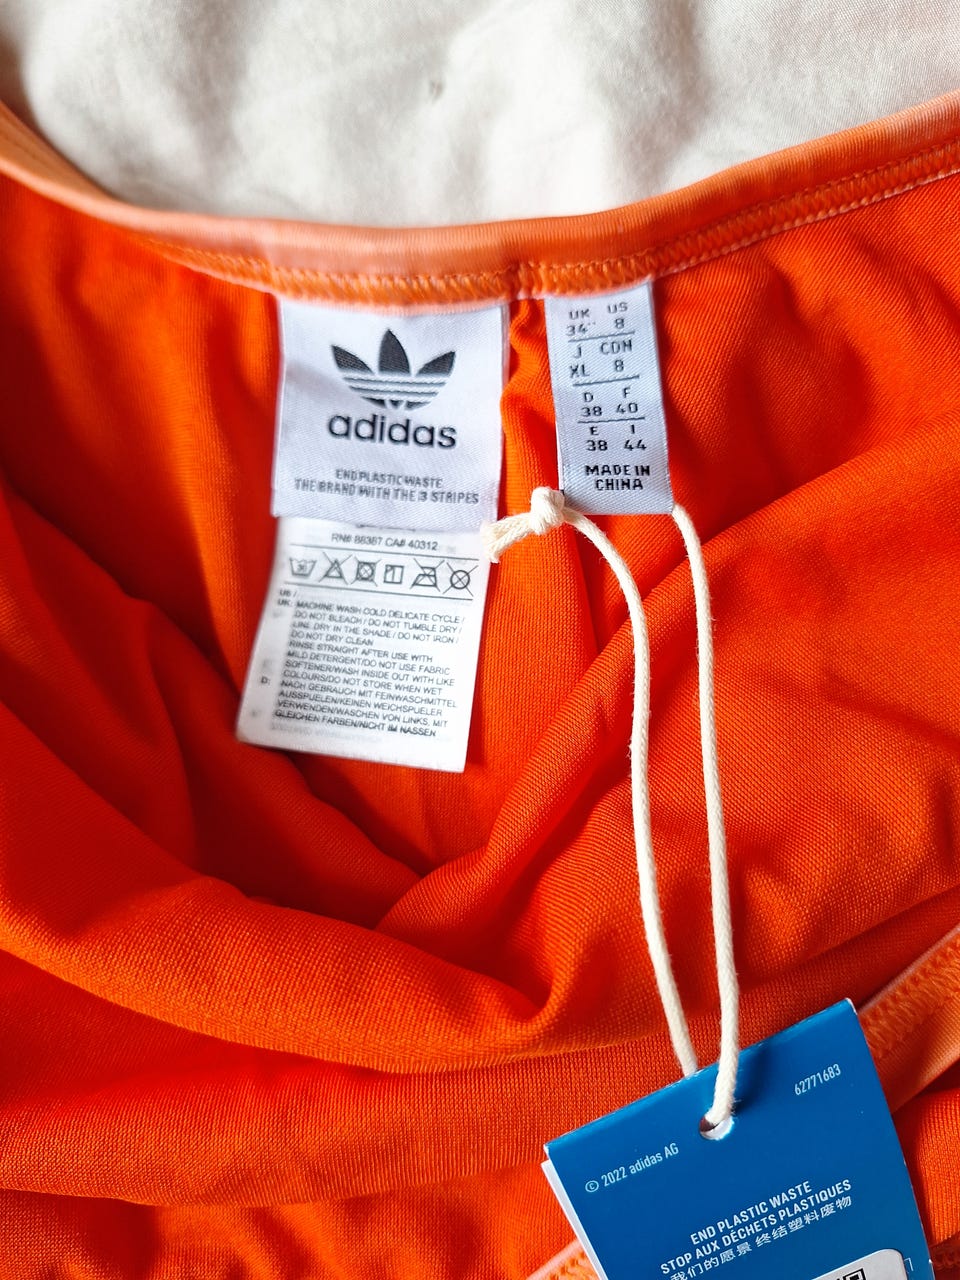 adidas
END PLASTIC WASTE
THE BRAND WITH THE 3 STRIPES
RN# 88387 CA# 40312
US /
UK: MACHINE WASH COLD DELICATE CYCLE /
DO NOT BLEACH / DO NOT TUMBLE DRY /
LINE DRY IN THE SHADE / DO NOT IRON /
DO NOT DRY CLEAN
RINSE STRAIGHT AFTER USE WITH
MILD DETERGENT/DO NOT USE FABRIC
SOFTENER/WASH INSIDE OUT WITH LIKE
COLOURS/DO NOT STORE WHEN WET
D: NACH GEBRAUCH MIT FEINWASCHMITTEL
AUSSPUELEN/KEINEN WEICHSPUELER
VERWENDEN/WASCHEN VON LINKS, MIT
GLEICHEN FARBEN/NICHT IM NASSEN
UK US
34" 8
J CDN
XL 8
D F
38 40
E I
38 44
MADE IN
CHINA
62771683
© 2022 adidas AG
END PLASTIC WASTE
STOP AUX DÉCHETS PLASTIQUES
我们的愿景 终结塑料废物